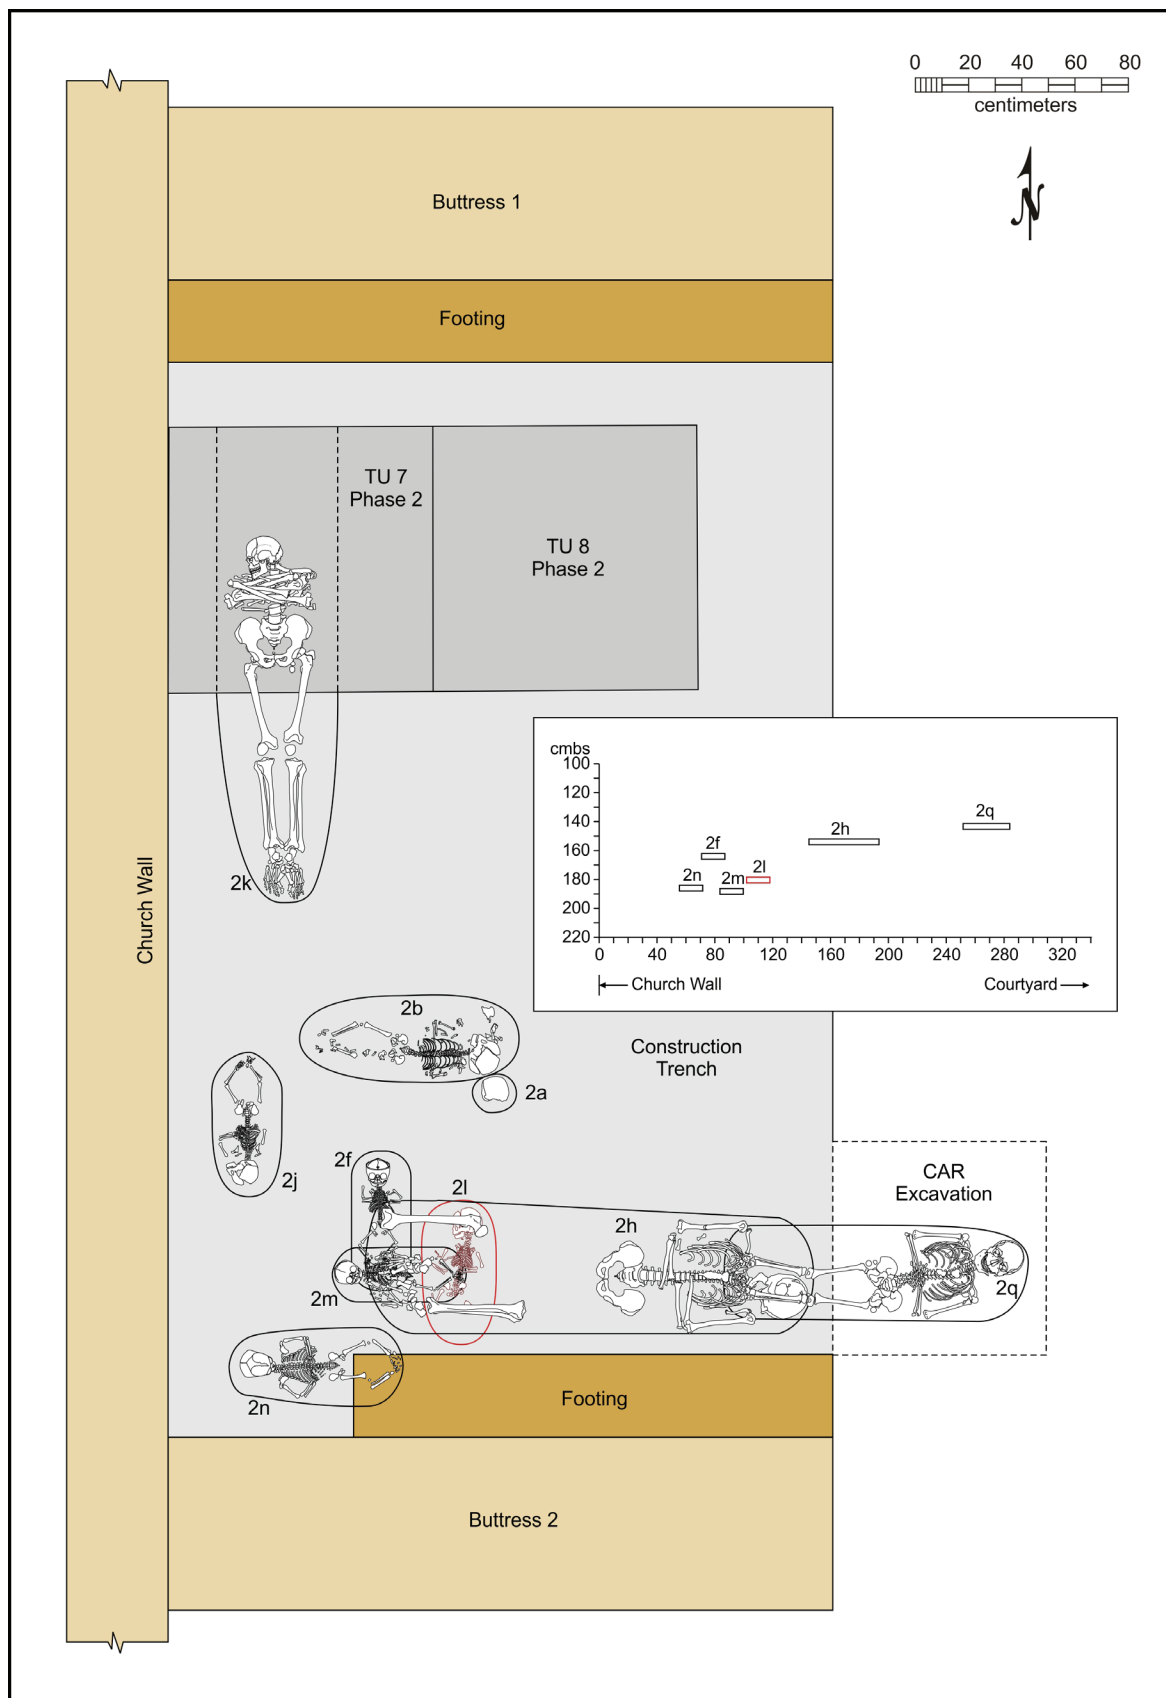 0 20 40 60 80
centimeters
N
Buttress 1
Footing
TU 7
Phase 2
TU 8
Phase 2
Church Wall
2k
cmbs
100
120
140
160
180
200
220
2q
2h
2f
2l
2n
2m
0 40 80 120 160 200 240 280 320
Church Wall
Courtyard
2b
Construction
Trench
2a
2j
2f
2l
2h
CAR
Excavation
2m
2q
2n
Footing
Buttress 2